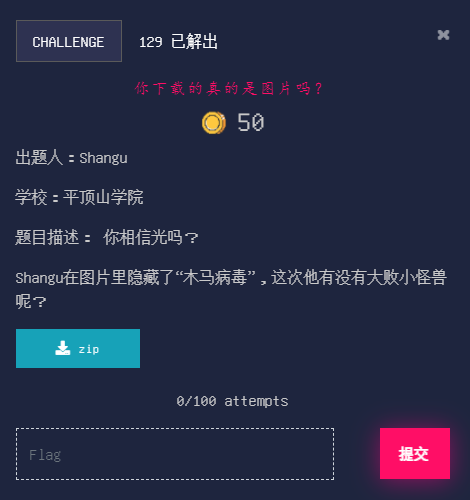 CHALLENGE 129 已解出 ×
你下载的真的是图片吗?
50
出题人：Shangu
学校：平顶山学院
题目描述： 你相信光吗？
Shangu在图片里隐藏了“木马病毒”，这次他有没有大败小怪兽
呢？
zip
0/100 attempts
Flag 提交